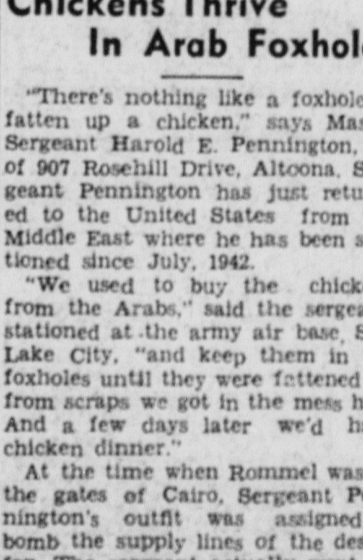 Chickens Thrive
In Arab Foxhol
"There's nothing like a foxhole
fatten up a chicken," says Mas
Sergeant Harold E. Pennington,
of 907 Rosehill Drive, Altoona. S
geant Pennington has just retu
ed to the United States from
Middle East where he has been s
tioned since July, 1942.
"We used to buy the chick
from the Arabs," said the serge
stationed at the army air base, S
Lake City, "and keep them in
foxholes until they were fattened
from scraps we got in the mess h
And a few days later we'd h
chicken dinner."
At the time when Rommel was
the gates of Cairo, Sergeant P
nington's outfit was assigned
bomb the supply lines of the de